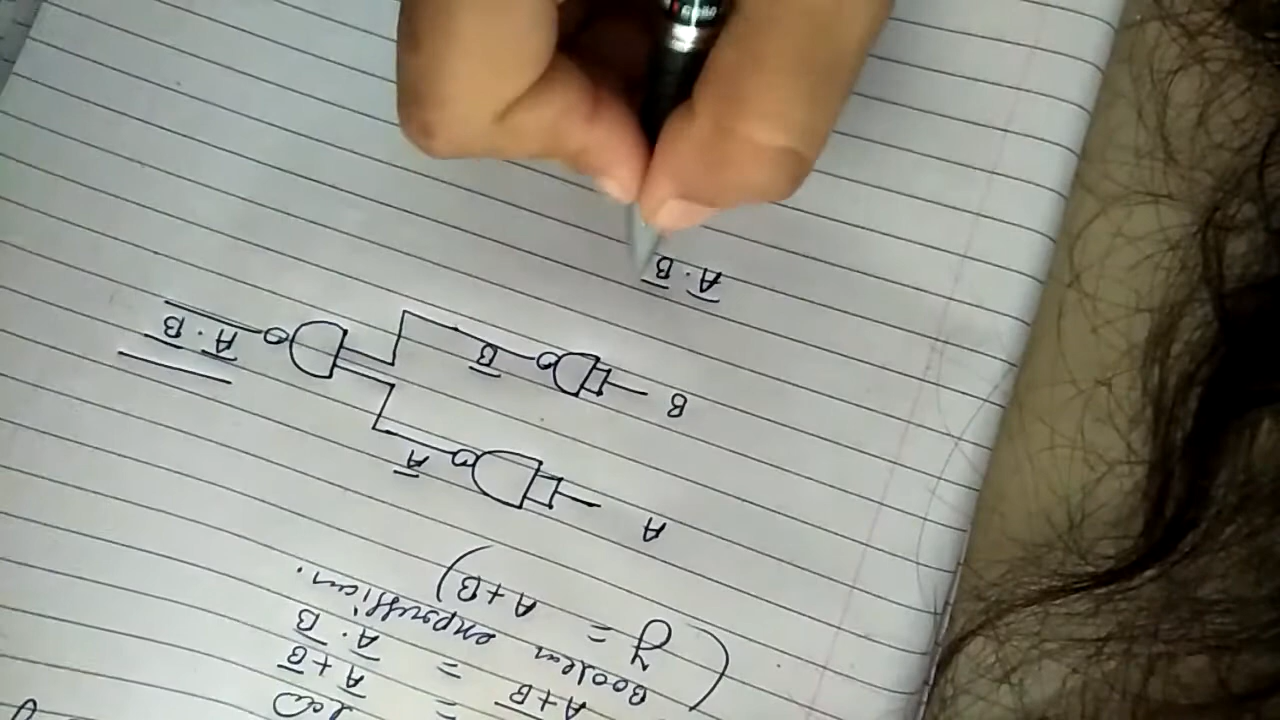 = A̅ + B̅
A̅+̅B̅ = A̅ . B̅
Boolean expression.
( y = A+B )
A A̅
B B̅ A̅ . B̅
A̅ . B̅